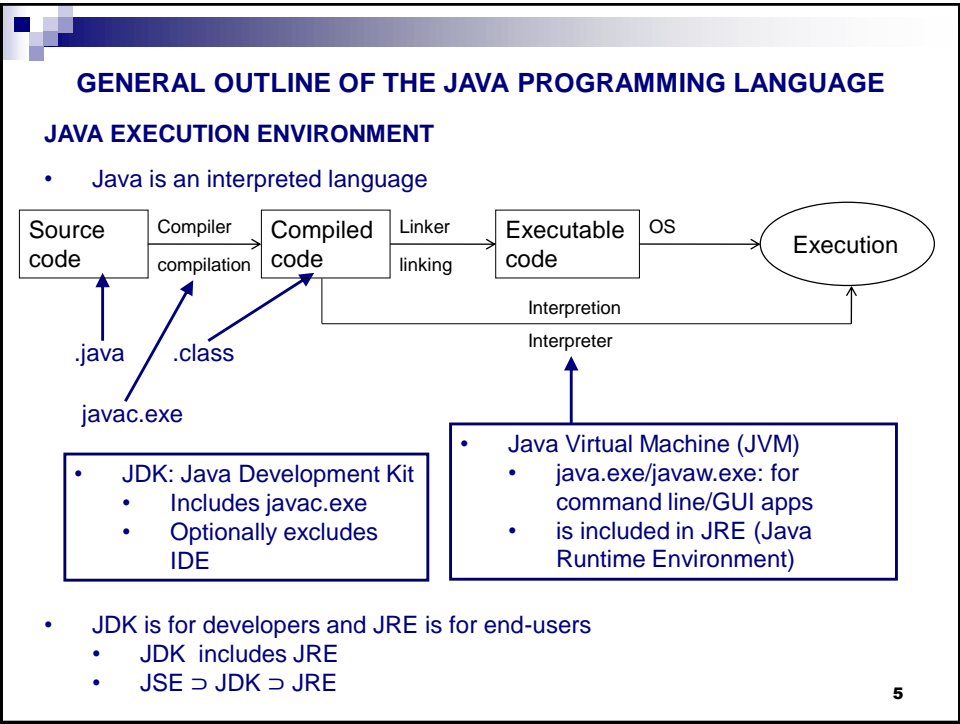 GENERAL OUTLINE OF THE JAVA PROGRAMMING LANGUAGE
JAVA EXECUTION ENVIRONMENT
• Java is an interpreted language
Source
code
Compiler
compilation
Compiled
code
Linker
linking
Executable
code
OS
Execution
Interpretion
Interpreter
.java
.class
javac.exe
• JDK: Java Development Kit
• Includes javac.exe
• Optionally excludes
IDE
• Java Virtual Machine (JVM)
• java.exe/javaw.exe: for
command line/GUI apps
• is included in JRE (Java
Runtime Environment)
• JDK is for developers and JRE is for end-users
• JDK includes JRE
• JSE ⊃ JDK ⊃ JRE
5